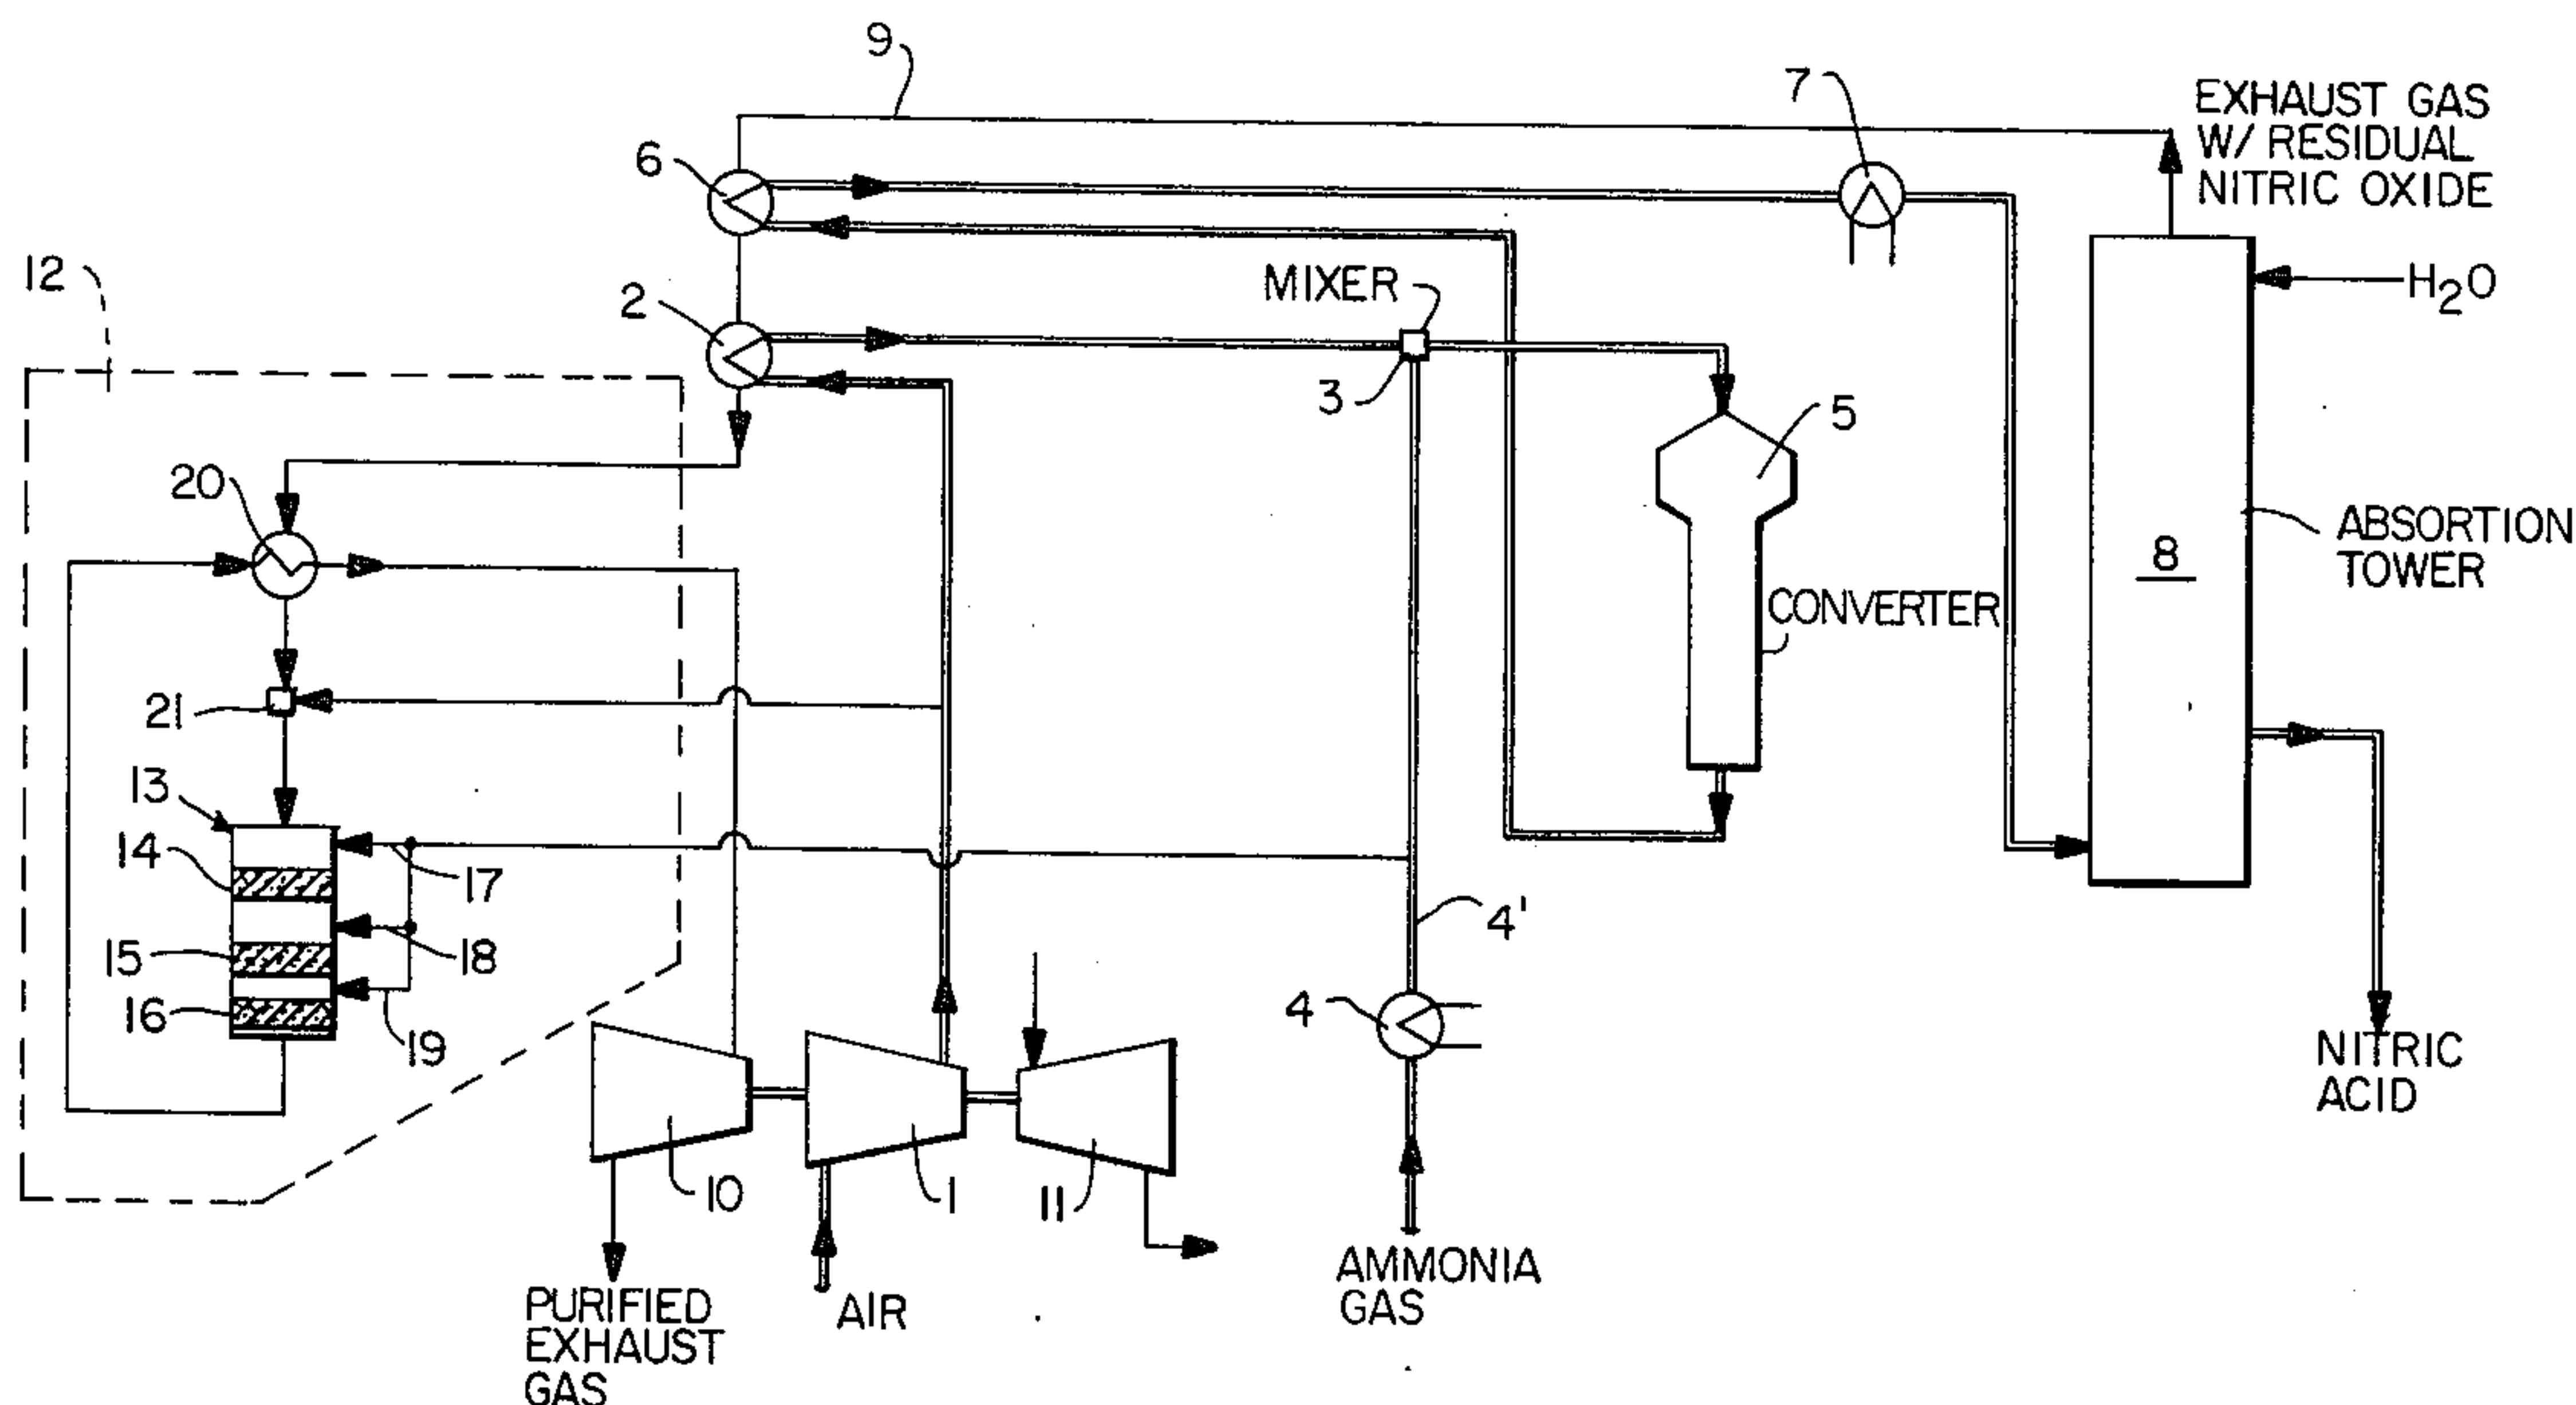 9
7
EXHAUST GAS
W/ RESIDUAL
NITRIC OXIDE
6
12
2
MIXER
H2O
3
5
20
8
ABSORTION
TOWER
CONVERTER
21
13
14
17
4'
15
18
16
19
4
10
1
11
NITRIC
ACID
AMMONIA
GAS
PURIFIED
EXHAUST
GAS
AIR